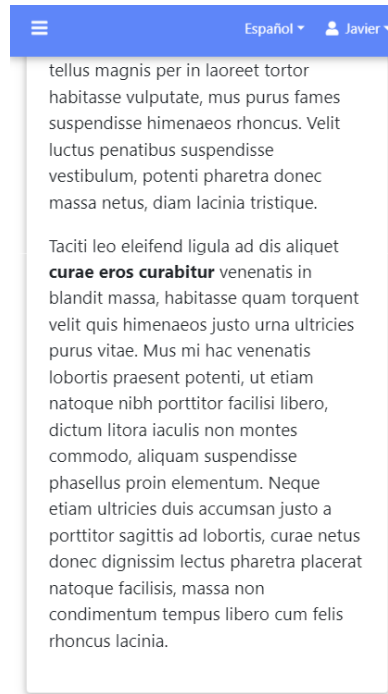 Español
Javier
tellus magnis per in laoreet tortor
habitasse vulputate, mus purus fames
suspendisse himenaeos rhoncus. Velit
luctus penatibus suspendisse
vestibulum, potenti pharetra donec
massa netus, diam lacinia tristique.
Taciti leo eleifend ligula ad dis aliquet
curae eros curabitur venenatis in
blandit massa, habitasse quam torquent
velit quis himenaeos justo urna ultricies
purus vitae. Mus mi hac venenatis
lobortis praesent potenti, ut etiam
natoque nibh porttitor facilisi libero,
dictum litora iaculis non montes
commodo, aliquam suspendisse
phasellus proin elementum. Neque
etiam ultricies duis accumsan justo a
porttitor sagittis ad lobortis, curae netus
donec dignissim lectus pharetra placerat
natoque facilisis, massa non
condimentum tempus libero cum felis
rhoncus lacinia.